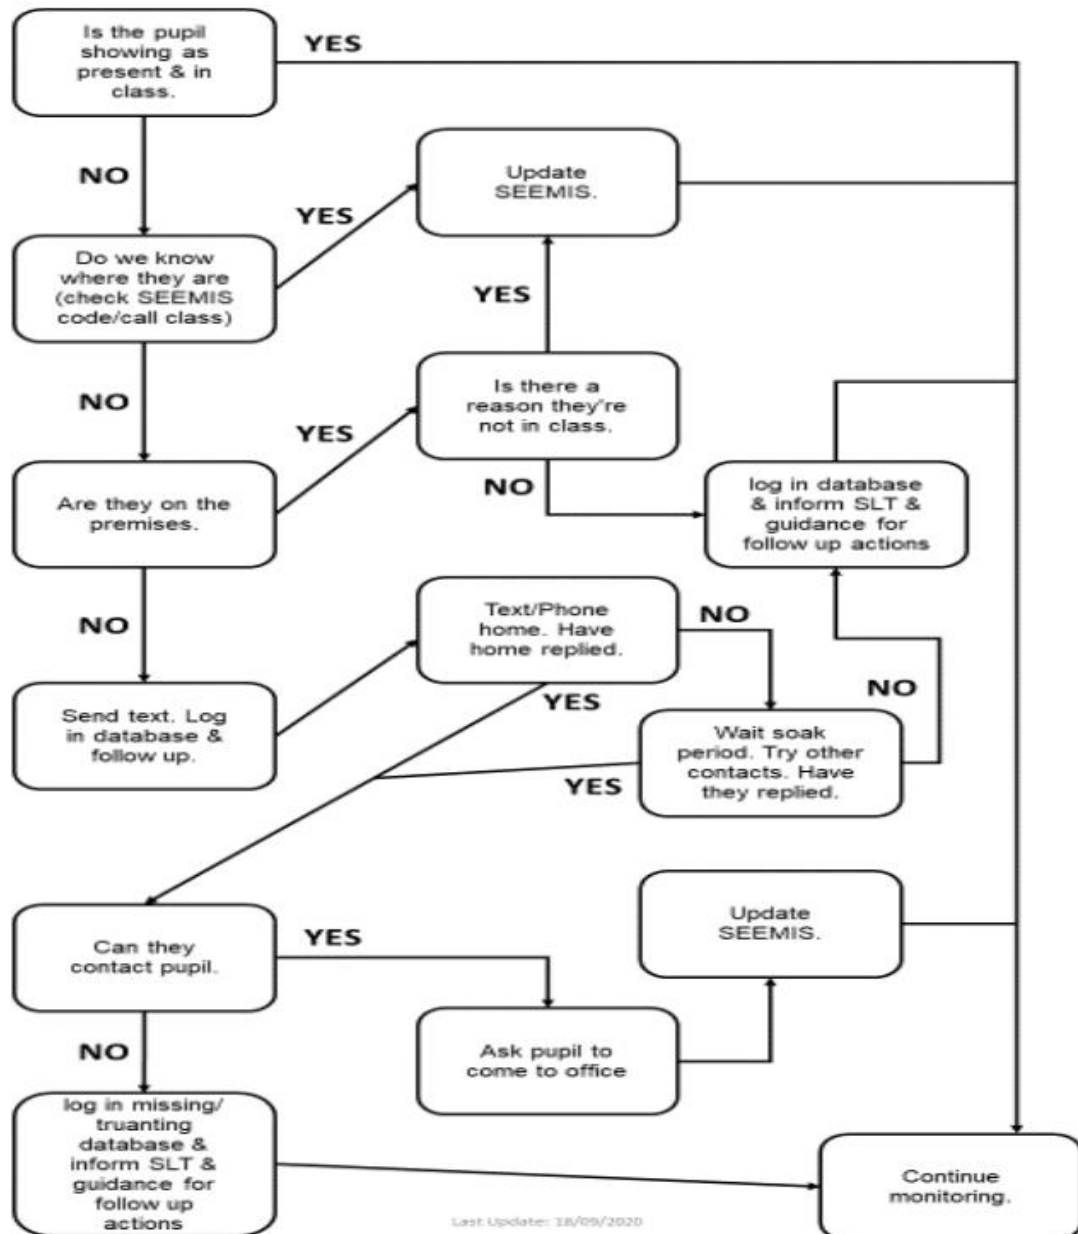 Is the pupil
showing as
present & in
class.
YES
NO
Update
SEEMIS.
YES
Do we know
where they are
(check SEEMIS
code/call class)
YES
NO
Is there a
reason they're
not in class.
YES
NO
log in database
& inform SLT &
guidance for
follow up actions
Are they on the
premises.
NO
Text/Phone
home. Have
home replied.
NO
YES
NO
Send text. Log
in database &
follow up.
Wait soak
period. Try other
contacts. Have
they replied.
YES
Update
SEEMIS.
Can they
contact pupil.
YES
NO
Ask pupil to
come to office
log in missing/
truanting
database &
inform SLT &
guidance for
follow up
actions
Continue
monitoring.
Last Update: 18/09/2020